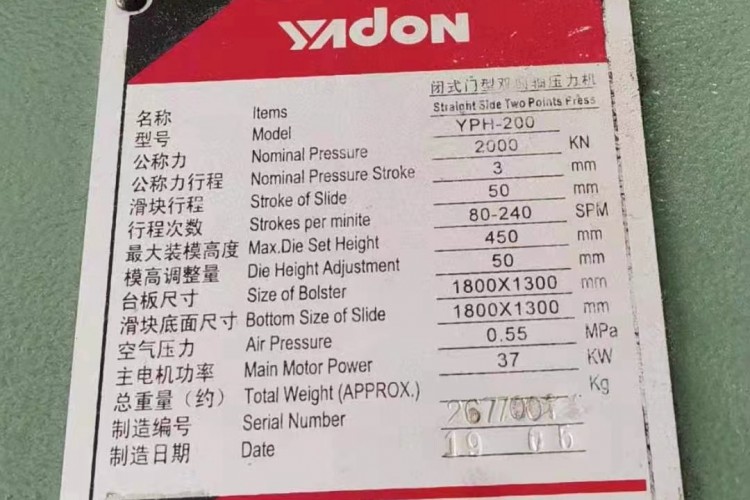 YADON
名称 Items 闭式门型双轴压力机
Straight Side Two Points Press
型号 Model YPH-200
公称力 Nominal Pressure 2000 KN
公称力行程 Nominal Pressure Stroke 3 mm
滑块行程 Stroke of Slide 50 mm
行程次数 Strokes per minite 80-240 SPM
最大装模高度 Max.Die Set Height 450 mm
模高调整量 Die Height Adjustment 50 mm
台板尺寸 Size of Bolster 1800X1300 mm
滑块底面尺寸 Bottom Size of Slide 1800X1300 mm
空气压力 Air Pressure 0.55 MPa
主电机功率 Main Motor Power 37 KW
总重量（约） Total Weight (APPROX.) Kg
制造编号 Serial Number
制造日期 Date 19 06